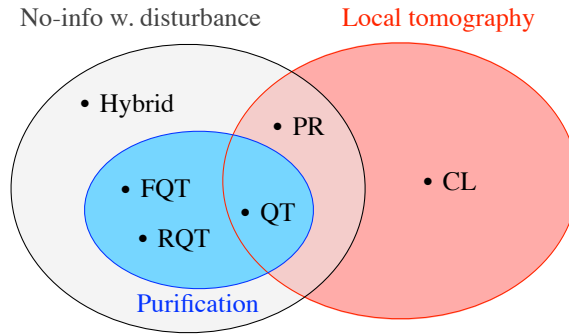 No-info w. disturbance
Local tomography
Hybrid
PR
FQT
CL
QT
RQT
Purification